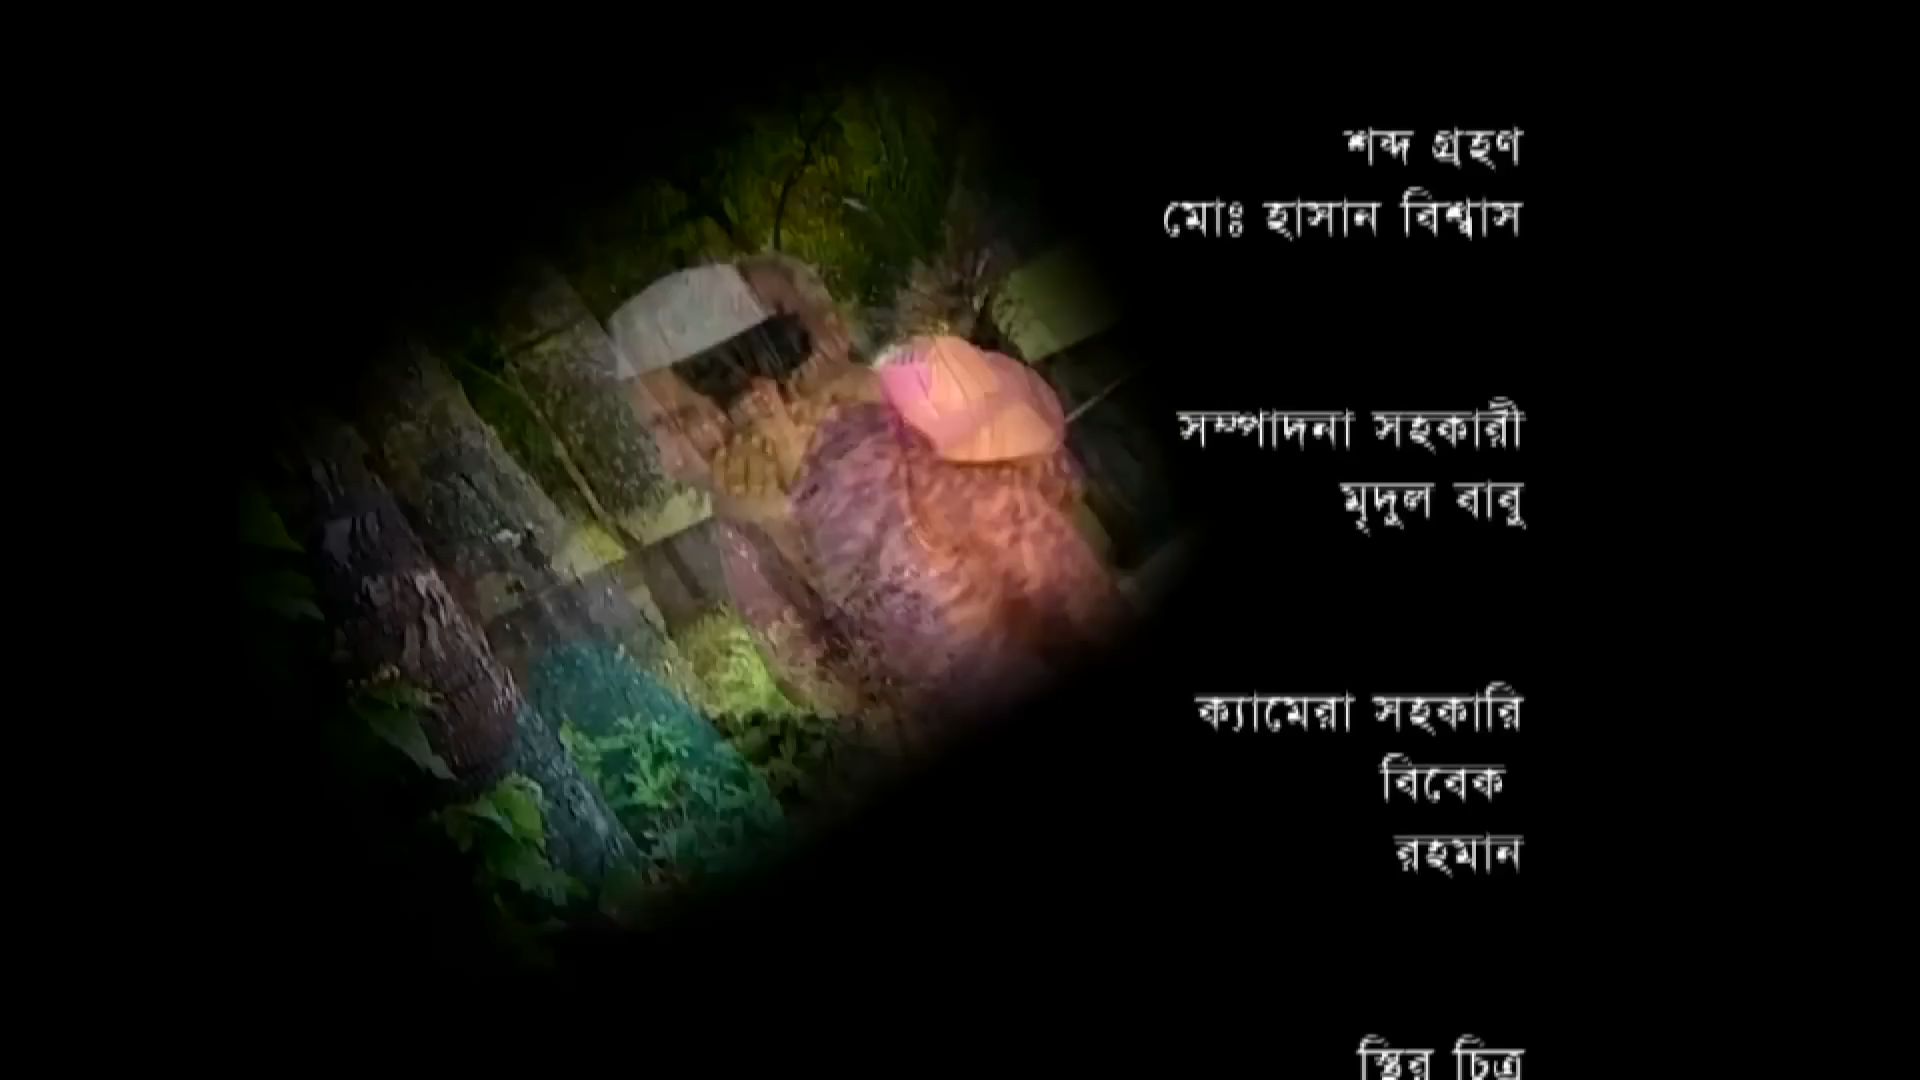 শব্দ গ্রহণ
মোঃ হাসান বিশ্বাস
সম্পাদনা সহকারী
মৃদুল বাবু
ক্যামেরা সহকারি
বিবেক
রহমান
স্থির চিত্র